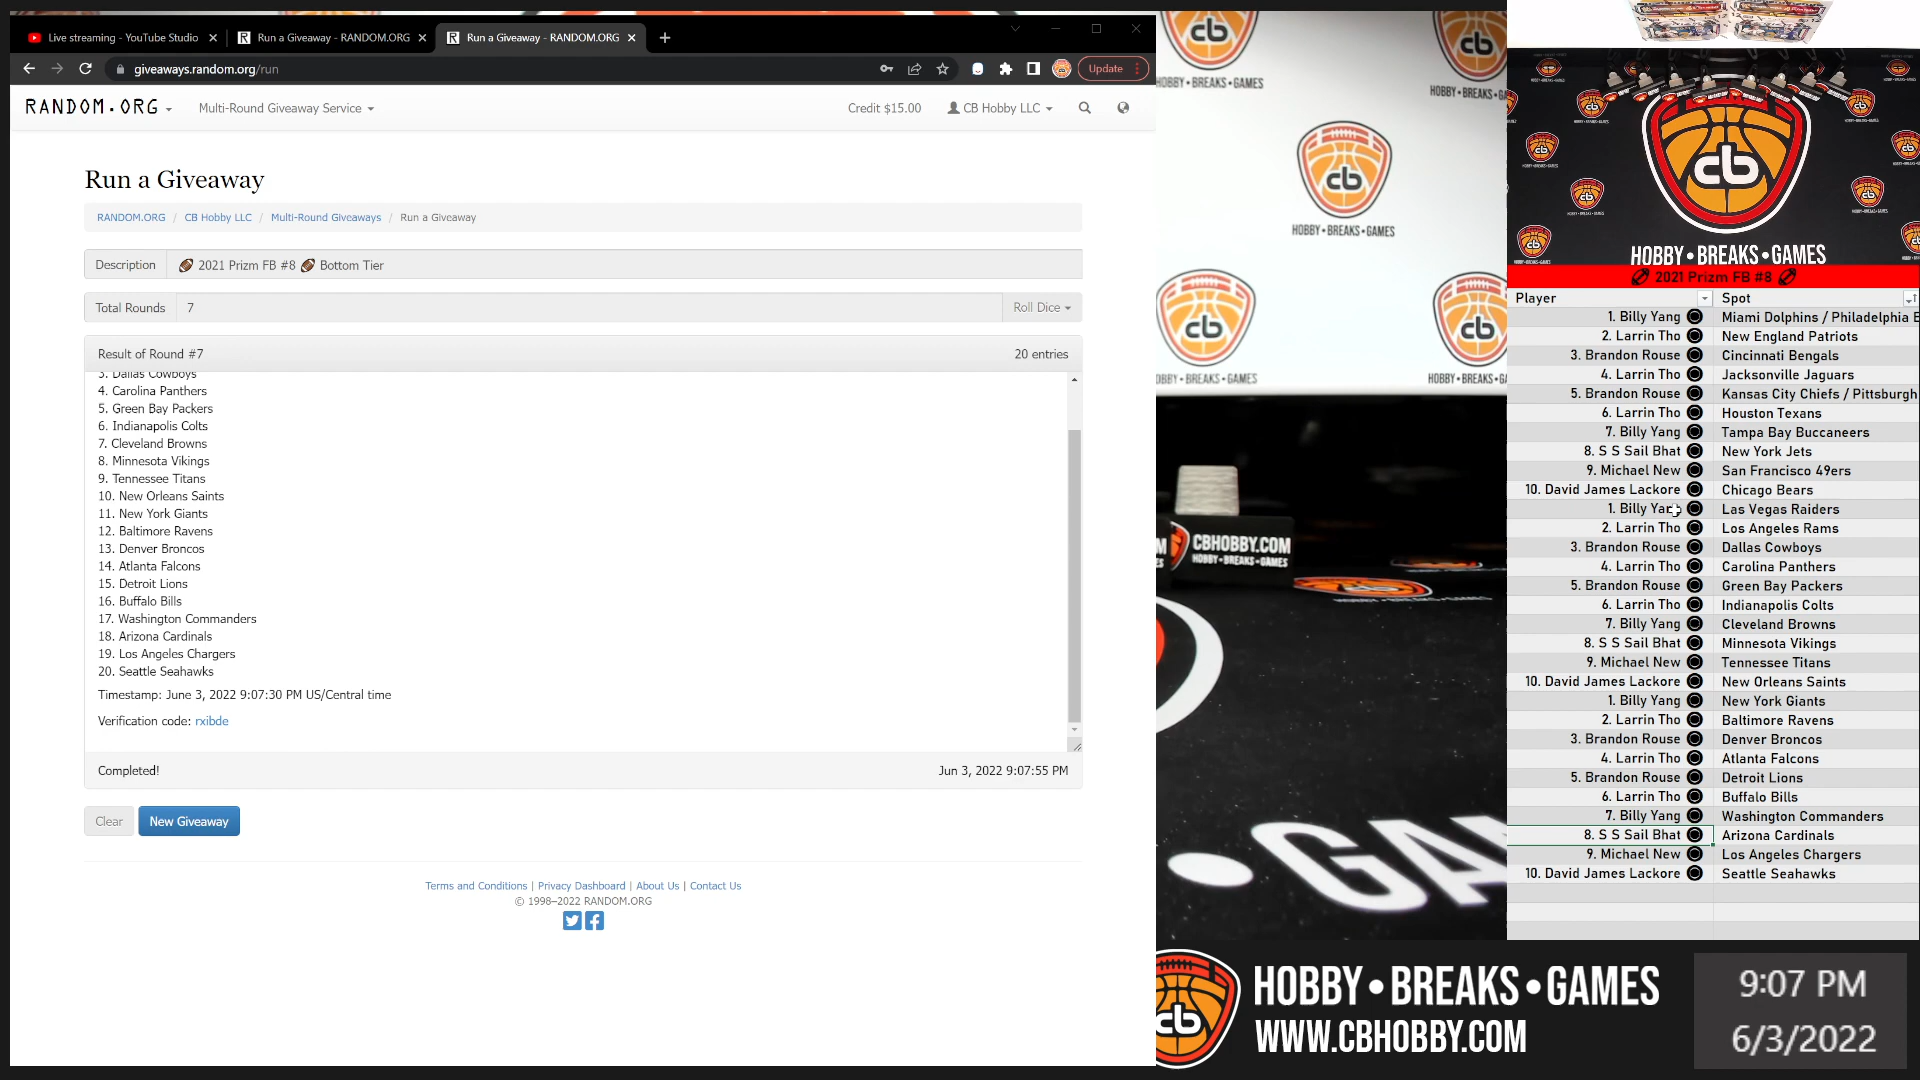 Live streaming - YouTube Studio
Run a Giveaway - RANDOM.ORG
Run a Giveaway - RANDOM.ORG
giveaways.random.org/run
Update
RANDOM.ORG
Multi-Round Giveaway Service
Credit $15.00
CB Hobby LLC
Run a Giveaway
RANDOM.ORG / CB Hobby LLC / Multi-Round Giveaways / Run a Giveaway
Description
2021 Prizm FB #8 🏈 Bottom Tier
Total Rounds
7
Roll Dice
Result of Round #7
20 entries
3. Dallas Cowboys
4. Carolina Panthers
5. Green Bay Packers
6. Indianapolis Colts
7. Cleveland Browns
8. Minnesota Vikings
9. Tennessee Titans
10. New Orleans Saints
11. New York Giants
12. Baltimore Ravens
13. Denver Broncos
14. Atlanta Falcons
15. Detroit Lions
16. Buffalo Bills
17. Washington Commanders
18. Arizona Cardinals
19. Los Angeles Chargers
20. Seattle Seahawks
Timestamp: June 3, 2022 9:07:30 PM US/Central time
Verification code: rxibde
Completed!
Jun 3, 2022 9:07:55 PM
Clear
New Giveaway
Terms and Conditions | Privacy Dashboard | About Us | Contact Us
© 1998–2022 RANDOM.ORG
cb
HOBBY•BREAKS•GAMES
CBHOBBY.COM
HOBBY•BREAKS•GAMES
• GA
cb
HOBBY•BREAKS•GAMES
2021 Prizm FB #8
Player Spot
1. Billy Yang Miami Dolphins / Philadelphia E
2. Larrin Tho New England Patriots
3. Brandon Rouse Cincinnati Bengals
4. Larrin Tho Jacksonville Jaguars
5. Brandon Rouse Kansas City Chiefs / Pittsburgh
6. Larrin Tho Houston Texans
7. Billy Yang Tampa Bay Buccaneers
8. S S Sail Bhat New York Jets
9. Michael New San Francisco 49ers
10. David James Lackore Chicago Bears
1. Billy Yang Las Vegas Raiders
2. Larrin Tho Los Angeles Rams
3. Brandon Rouse Dallas Cowboys
4. Larrin Tho Carolina Panthers
5. Brandon Rouse Green Bay Packers
6. Larrin Tho Indianapolis Colts
7. Billy Yang Cleveland Browns
8. S S Sail Bhat Minnesota Vikings
9. Michael New Tennessee Titans
10. David James Lackore New Orleans Saints
1. Billy Yang New York Giants
2. Larrin Tho Baltimore Ravens
3. Brandon Rouse Denver Broncos
4. Larrin Tho Atlanta Falcons
5. Brandon Rouse Detroit Lions
6. Larrin Tho Buffalo Bills
7. Billy Yang Washington Commanders
8. S S Sail Bhat Arizona Cardinals
9. Michael New Los Angeles Chargers
10. David James Lackore Seattle Seahawks
cb
HOBBY•BREAKS•GAMES
WWW.CBHOBBY.COM
9:07 PM
6/3/2022